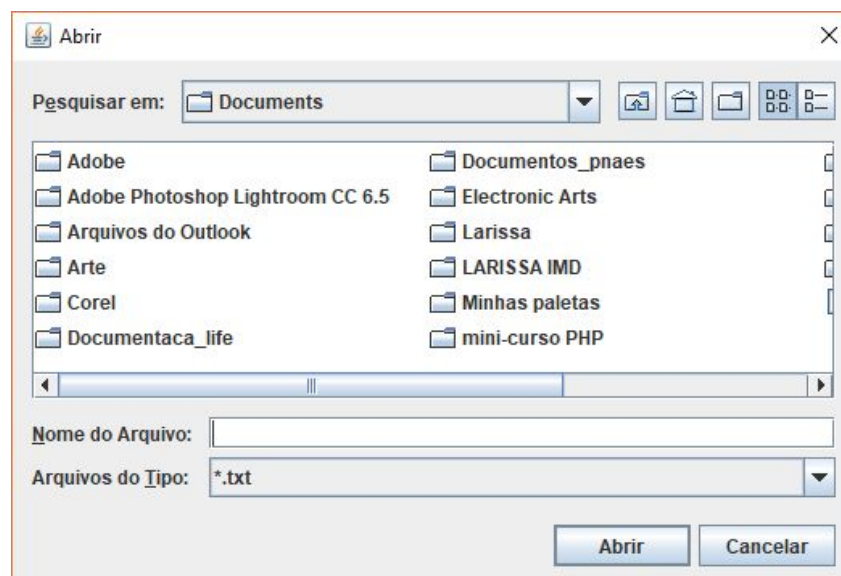 Abrir
Pesquisar em: Documents
Adobe
Adobe Photoshop Lightroom CC 6.5
Arquivos do Outlook
Arte
Corel
Documentaca_life
Documentos_pnaes
Electronic Arts
Larissa
LARISSA IMD
Minhas paletas
mini-curso PHP
Nome do Arquivo:
Arquivos do Tipo: *.txt
Abrir Cancelar